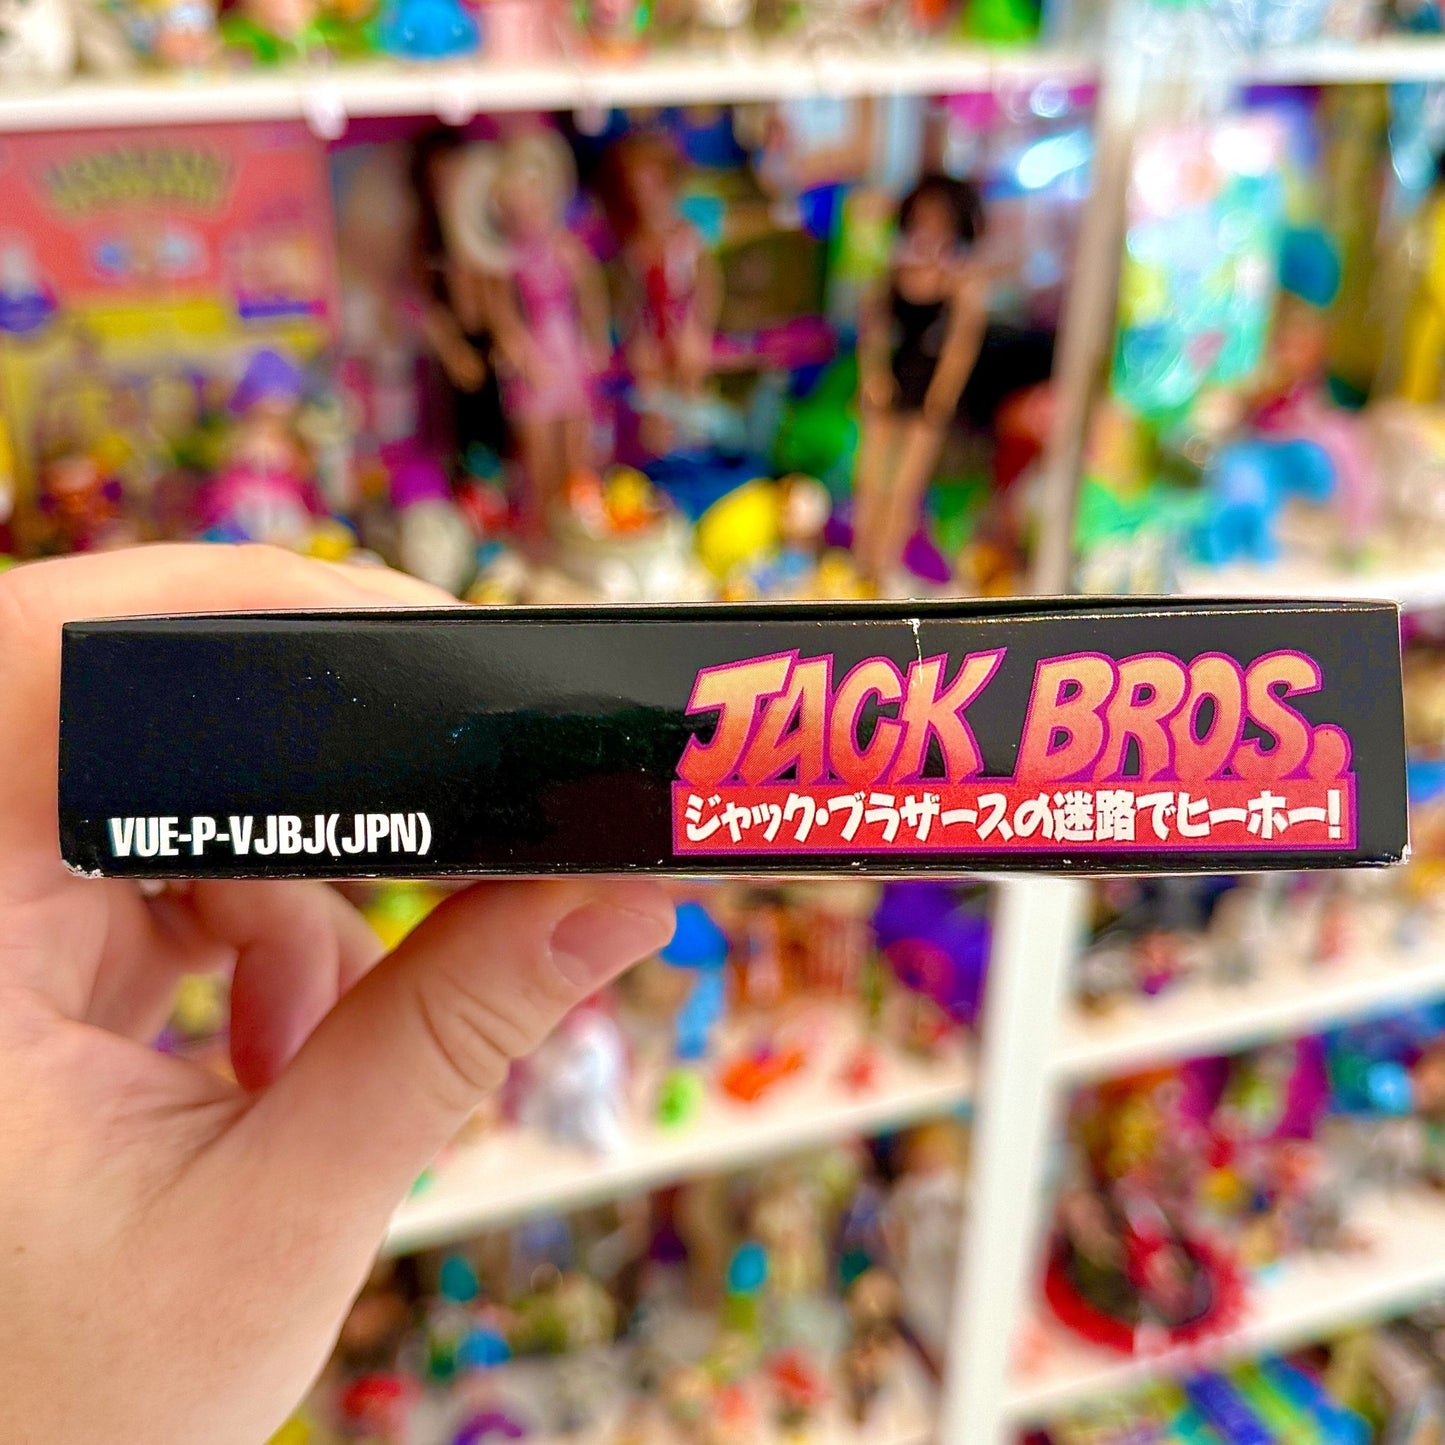 JACK BROS.
ジャック・ブラザースの迷路でヒーホー!
VUE-P-VJBJ(JPN)